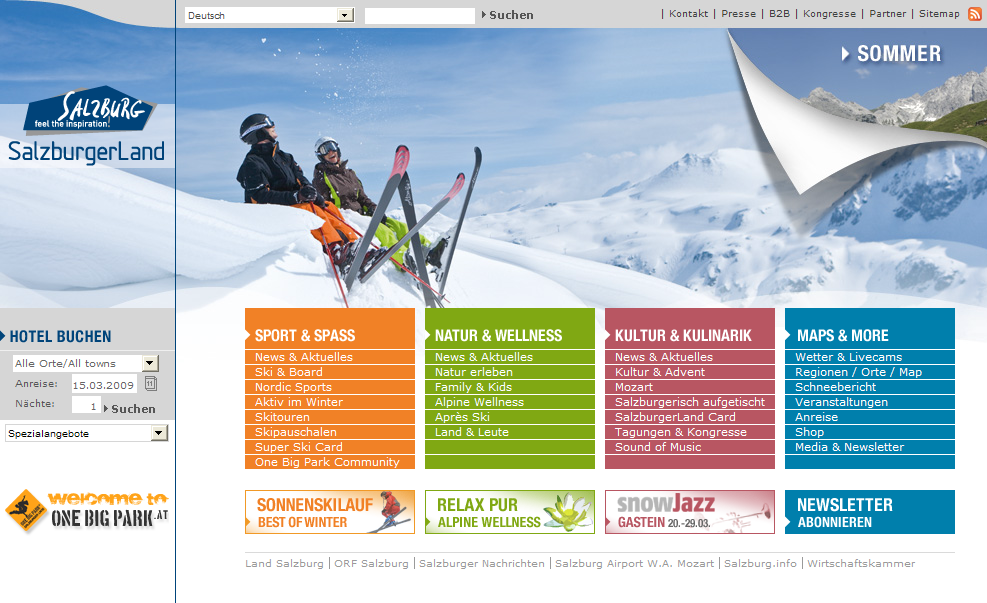 Deutsch
Suchen
| Kontakt | Presse | B2B | Kongresse | Partner | Sitemap
SOMMER
SALZBURG
feel the inspiration!
SalzburgerLand
HOTEL BUCHEN
Alle Orte/All towns
Anreise: 15.03.2009
Nächte: 1 Suchen
Spezialangebote
welcome to
ONE BIG PARK.AT
SPORT & SPASS
News & Aktuelles
Ski & Board
Nordic Sports
Aktiv im Winter
Skitouren
Skipauschalen
Super Ski Card
One Big Park Community
NATUR & WELLNESS
News & Aktuelles
Natur erleben
Family & Kids
Alpine Wellness
Après Ski
Land & Leute
KULTUR & KULINARIK
News & Aktuelles
Kultur & Advent
Mozart
Salzburgerisch aufgetischt
SalzburgerLand Card
Tagungen & Kongresse
Sound of Music
MAPS & MORE
Wetter & Livecams
Regionen / Orte / Map
Schneebericht
Veranstaltungen
Anreise
Shop
Media & Newsletter
SONNENSKILAUF
BEST OF WINTER
RELAX PUR
ALPINE WELLNESS
snowJazz
GASTEIN 20.-29.03.
NEWSLETTER
ABONNIEREN
Land Salzburg | ORF Salzburg | Salzburger Nachrichten | Salzburg Airport W.A. Mozart | Salzburg.info | Wirtschaftskammer